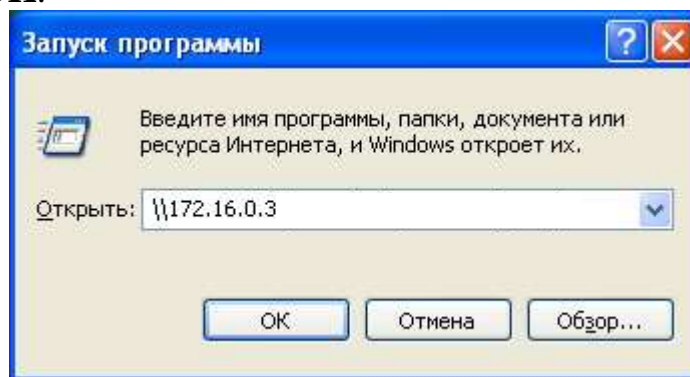 Запуск программы
Введите имя программы, папки, документа или
ресурса Интернета, и Windows откроет их.
Открыть: \\172.16.0.3
ОК Отмена Обзор...